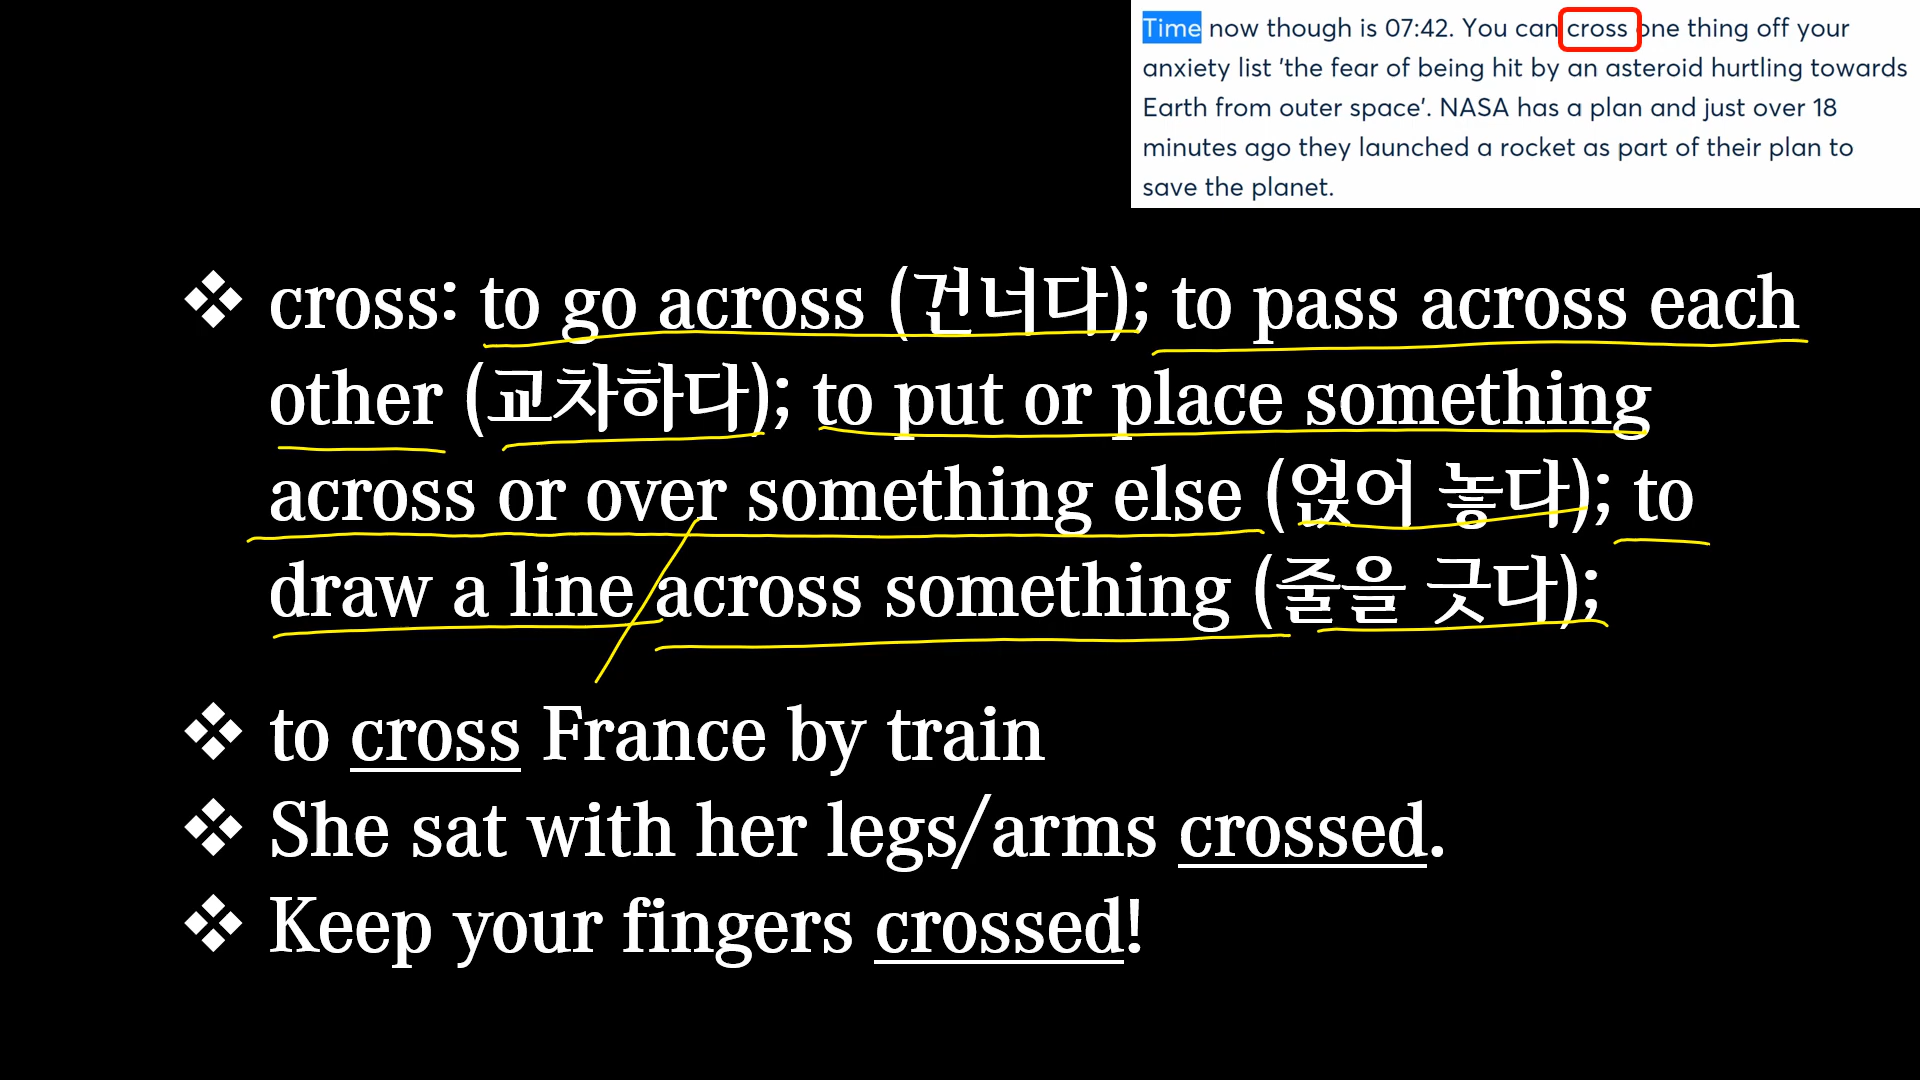 Time now though is 07:42. You can cross one thing off your
anxiety list 'the fear of being hit by an asteroid hurtling towards
Earth from outer space'. NASA has a plan and just over 18
minutes ago they launched a rocket as part of their plan to
save the planet.
❖ cross: to go across (건너다); to pass across each
other (교차하다); to put or place something
across or over something else (얹어 놓다); to
draw a line across something (줄을 긋다);
❖ to cross France by train
❖ She sat with her legs/arms crossed.
❖ Keep your fingers crossed!